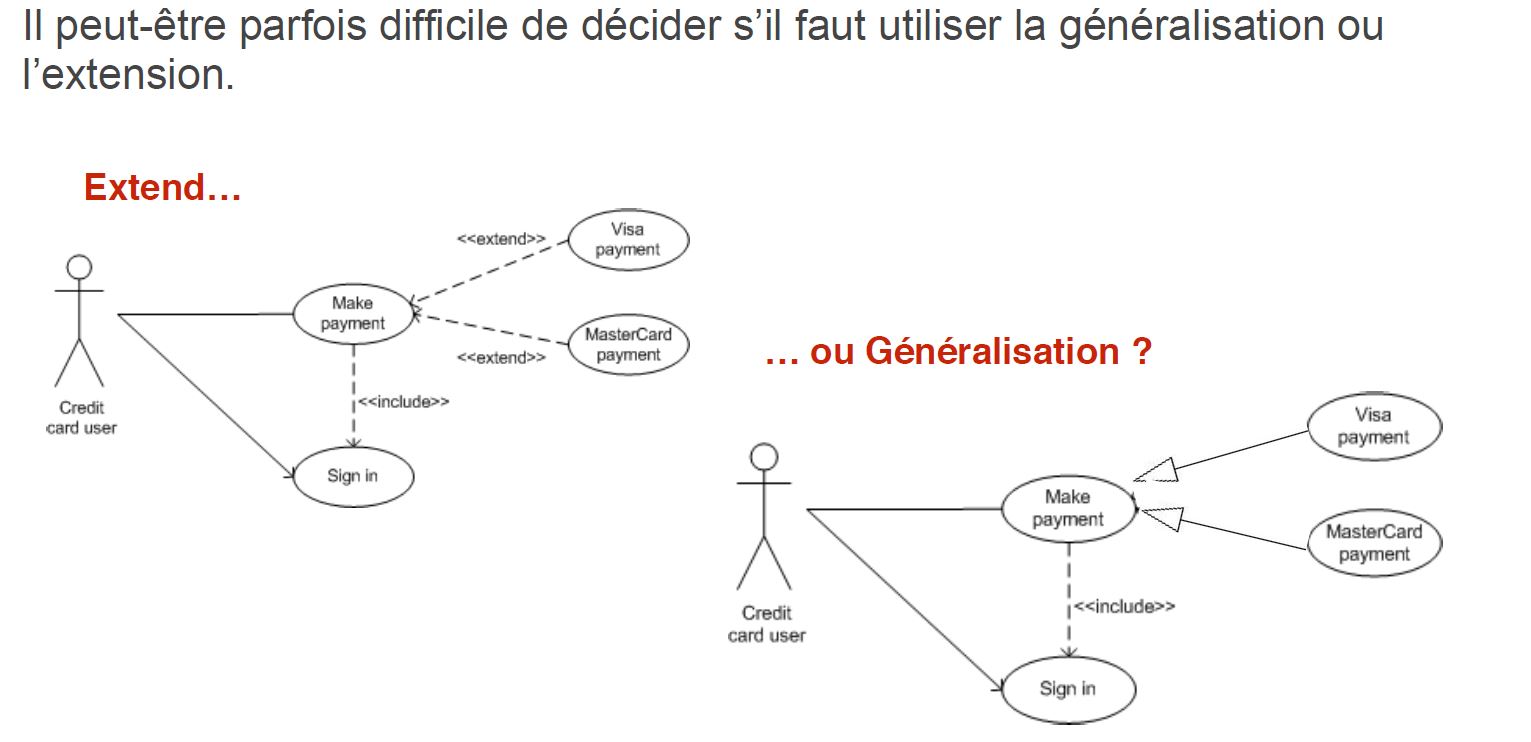 Il peut-être parfois difficile de décider s’il faut utiliser la généralisation ou
l’extension.
Extend…
<<extend>>
Visa
payment
Make
payment
MasterCard
payment
<<extend>>
<<include>>
Credit
card user
Sign in
… ou Généralisation ?
Visa
payment
Make
payment
MasterCard
payment
<<include>>
Credit
card user
Sign in